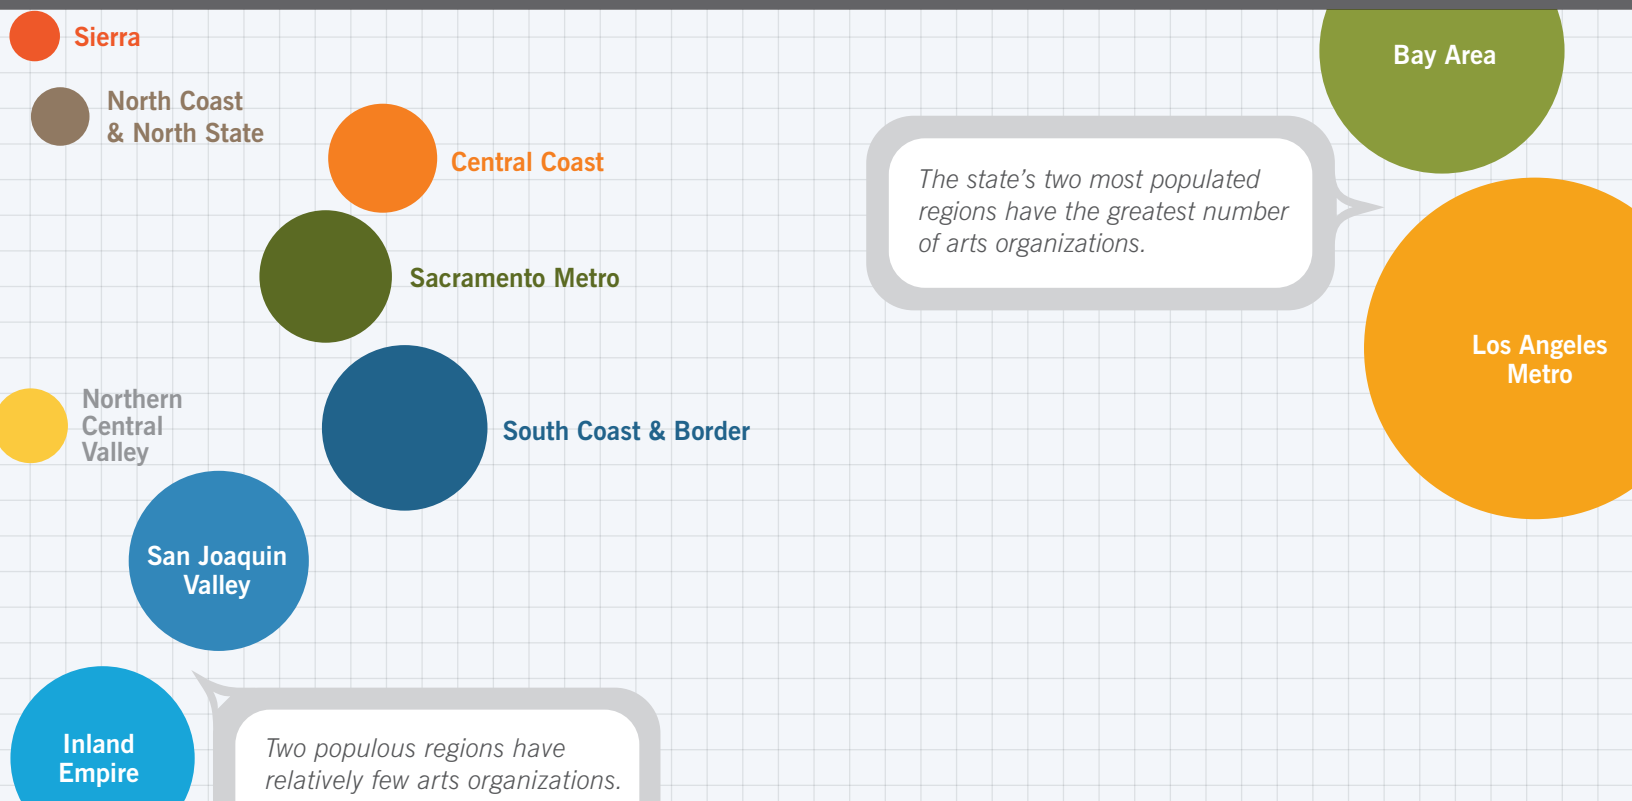 Sierra
North Coast
& North State
Central Coast
Sacramento Metro
Northern
Central
Valley
South Coast & Border
San Joaquin
Valley
Inland
Empire
Two populous regions have
relatively few arts organizations.
The state’s two most populated
regions have the greatest number
of arts organizations.
Bay Area
Los Angeles
Metro